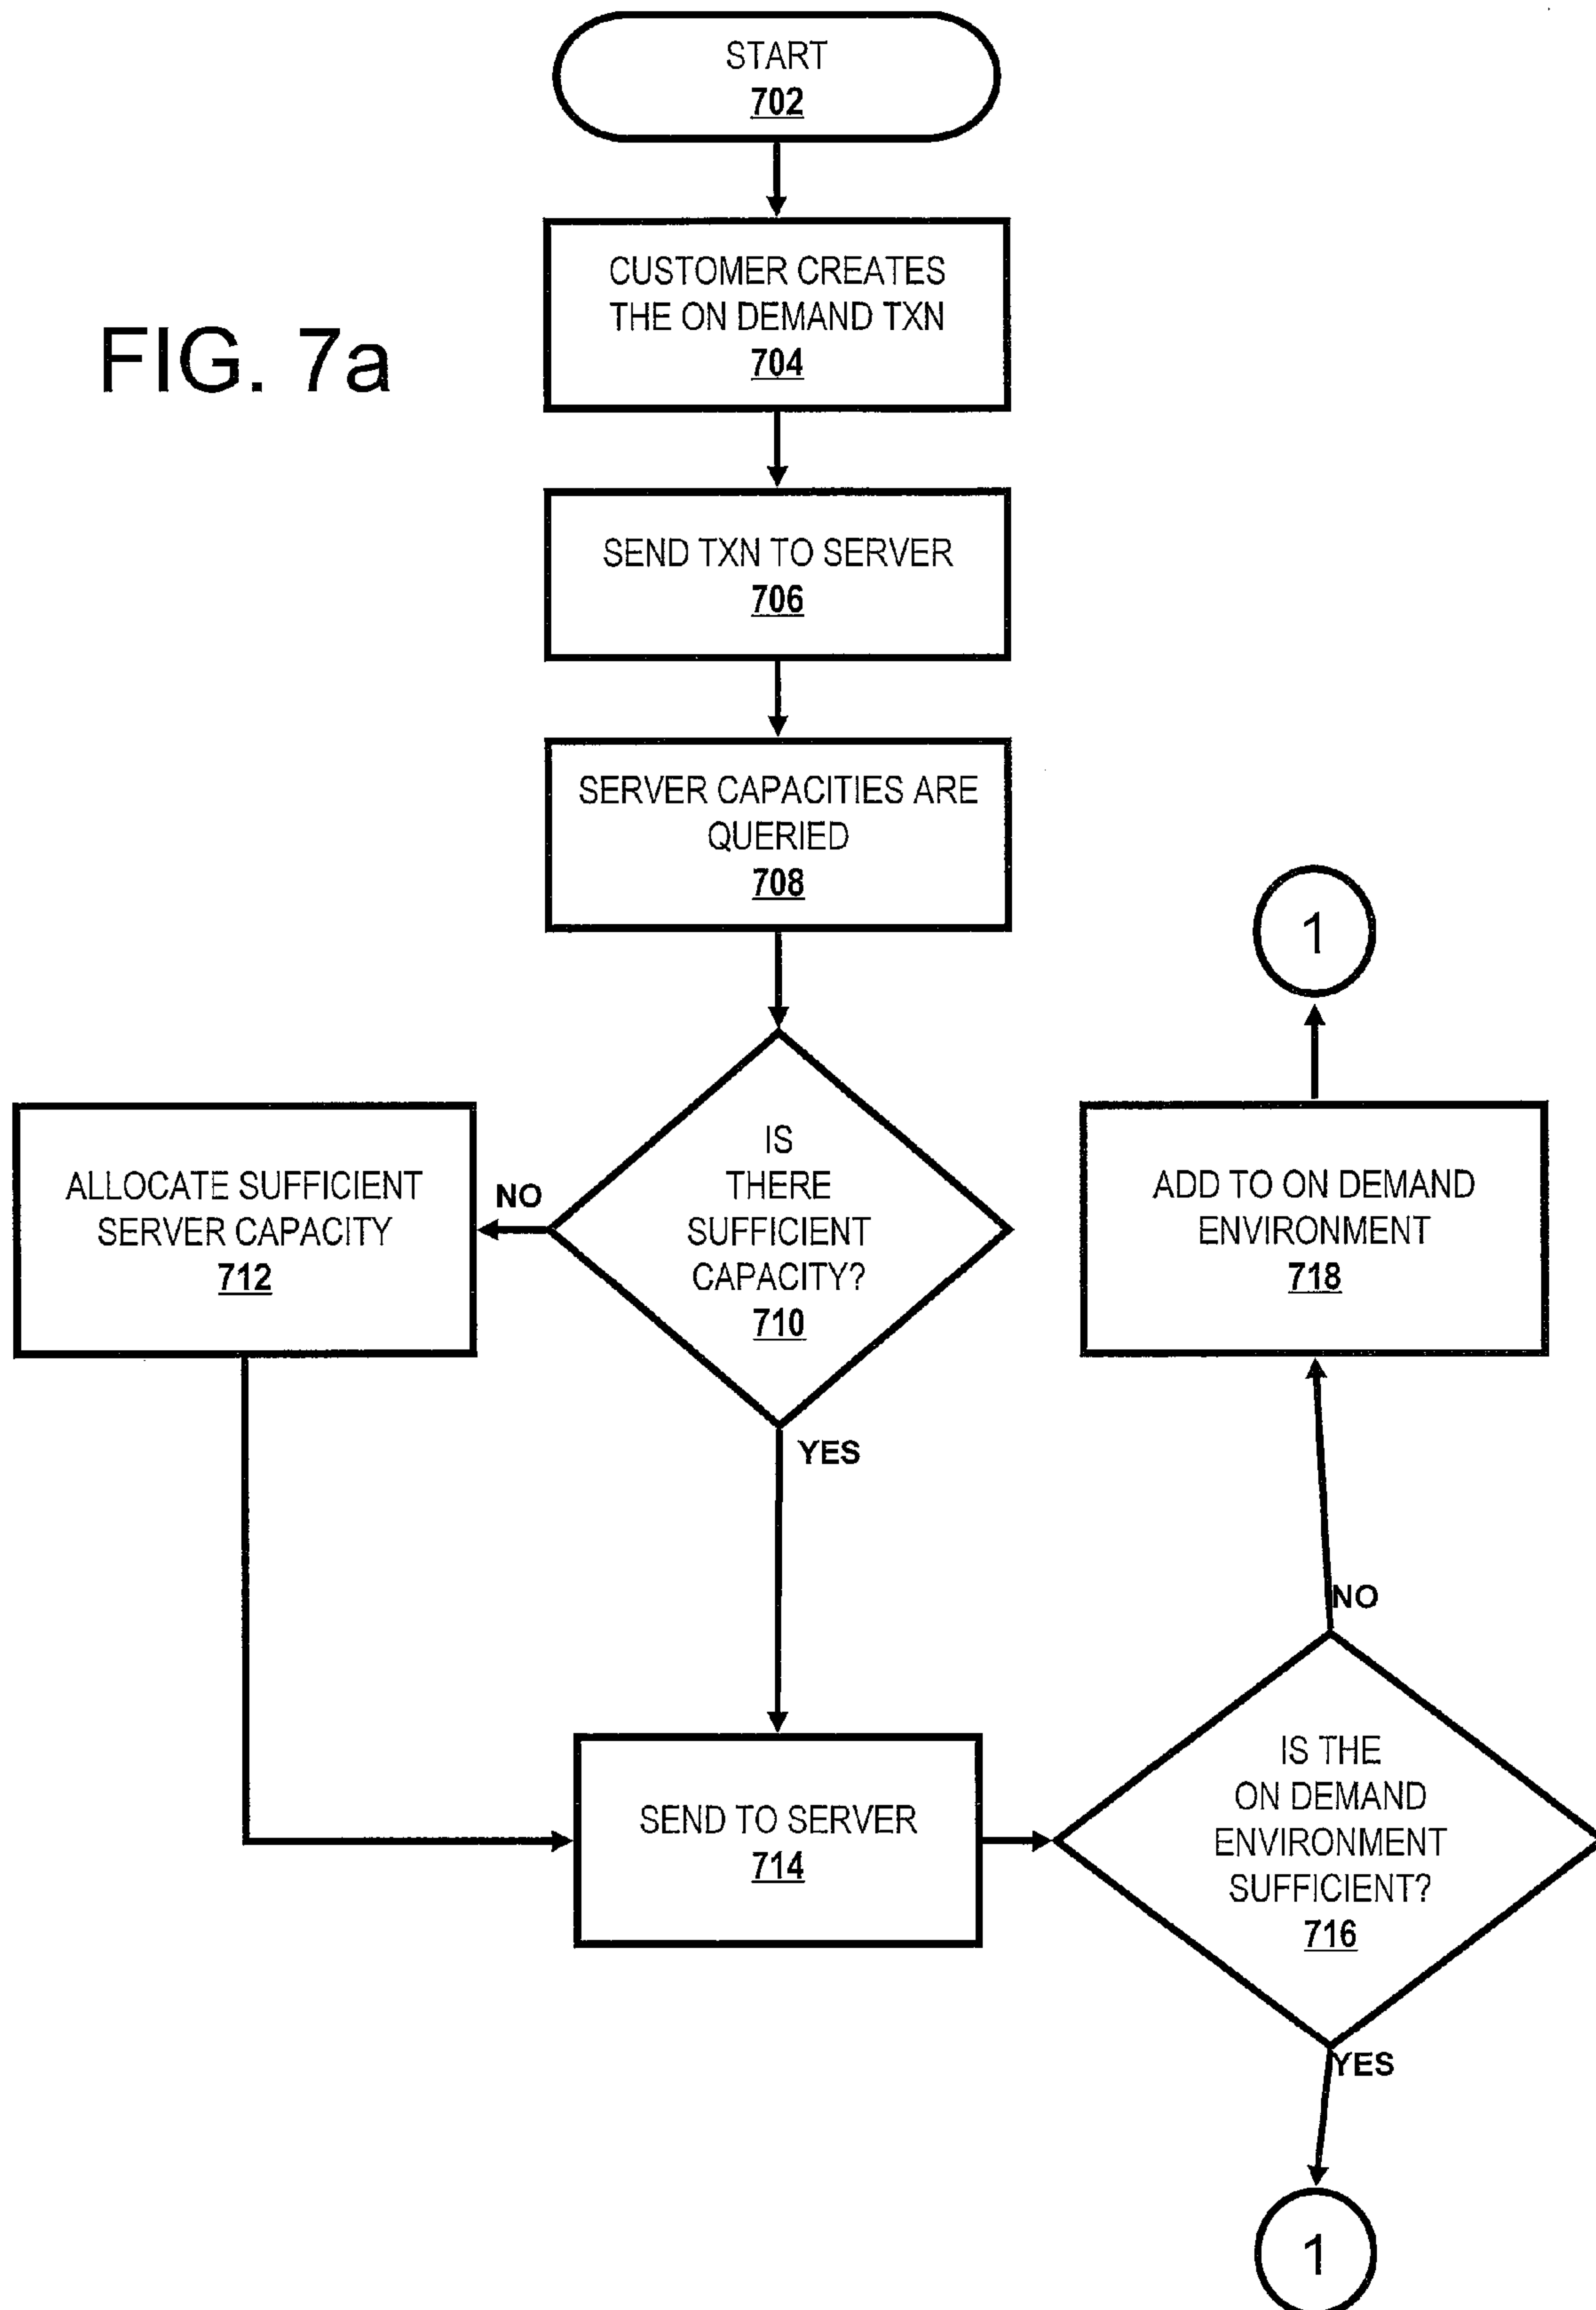 START
702
CUSTOMER CREATES
THE ON DEMAND TXN
704
FIG. 7a
SEND TXN TO SERVER
706
SERVER CAPACITIES ARE
QUERIED
708
1
IS
THERE
SUFFICIENT
CAPACITY?
710
NO
ALLOCATE SUFFICIENT
SERVER CAPACITY
712
ADD TO ON DEMAND
ENVIRONMENT
718
YES
NO
SEND TO SERVER
714
IS THE
ON DEMAND
ENVIRONMENT
SUFFICIENT?
716
YES
1